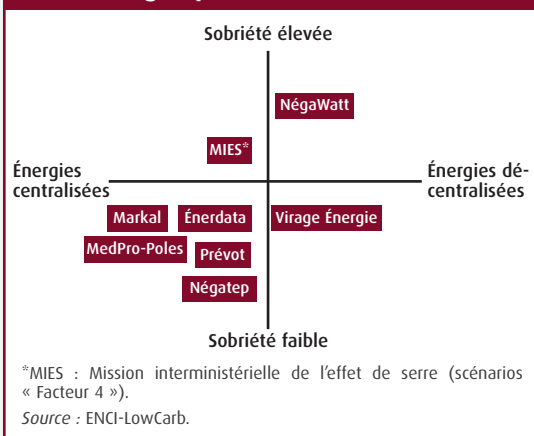 Sobriété élevée
NégaWatt
MIES*
Énergies
centralisées
Énergies dé-
centralisées
Markal Énerdata Virage Énergie
MedPro-Poles Prévot
Négatep
Sobriété faible
*MIES : Mission interministérielle de l'effet de serre (scénarios
« Facteur 4 »).
Source : ENCI-LowCarb.